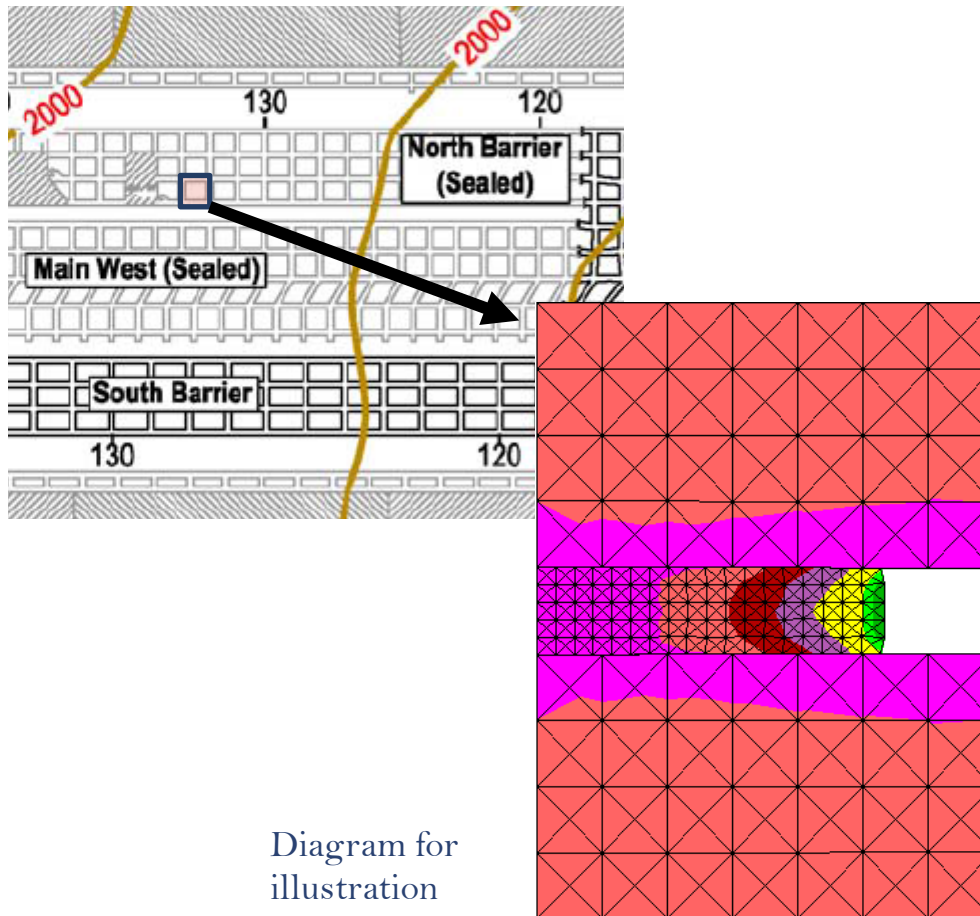 2000
2000
130
120
North Barrier
(Sealed)
Main West (Sealed)
South Barrier
130
120
Diagram for
illustration